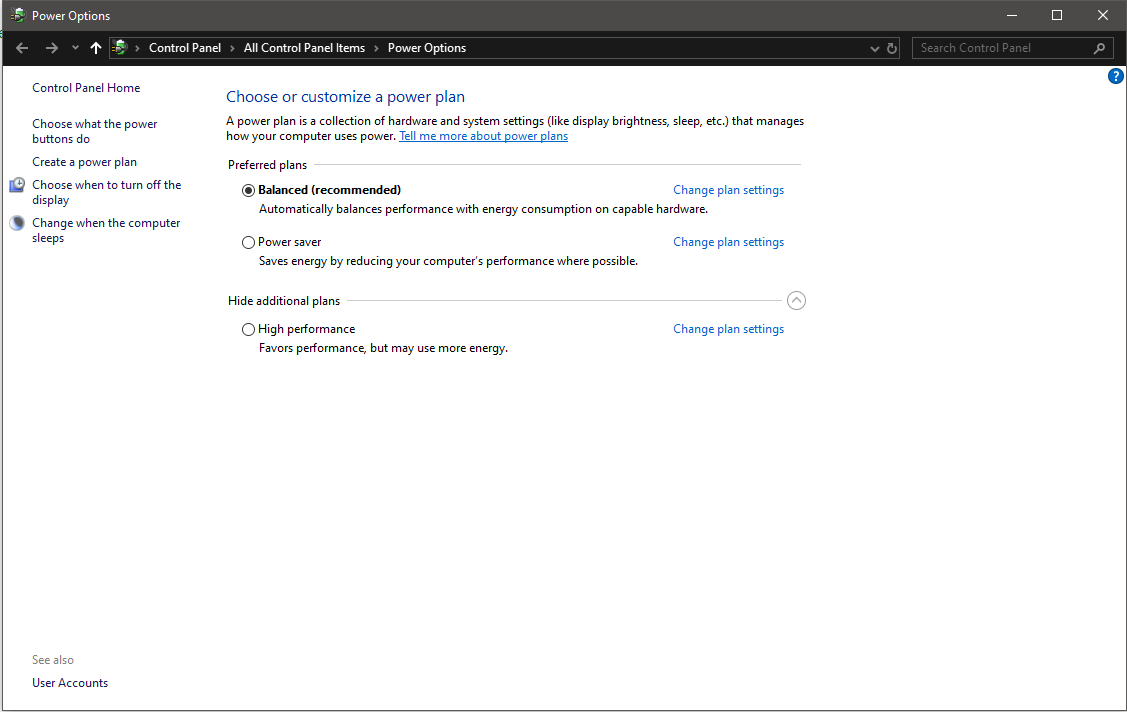 Power Options
Control Panel > All Control Panel Items > Power Options
Search Control Panel
?
Control Panel Home
Choose what the power
buttons do
Create a power plan
Choose when to turn off the
display
Change when the computer
sleeps
Choose or customize a power plan
A power plan is a collection of hardware and system settings (like display brightness, sleep, etc.) that manages
how your computer uses power. Tell me more about power plans
Preferred plans
Balanced (recommended) Change plan settings
Automatically balances performance with energy consumption on capable hardware.
Power saver Change plan settings
Saves energy by reducing your computer's performance where possible.
Hide additional plans
High performance Change plan settings
Favors performance, but may use more energy.
See also
User Accounts